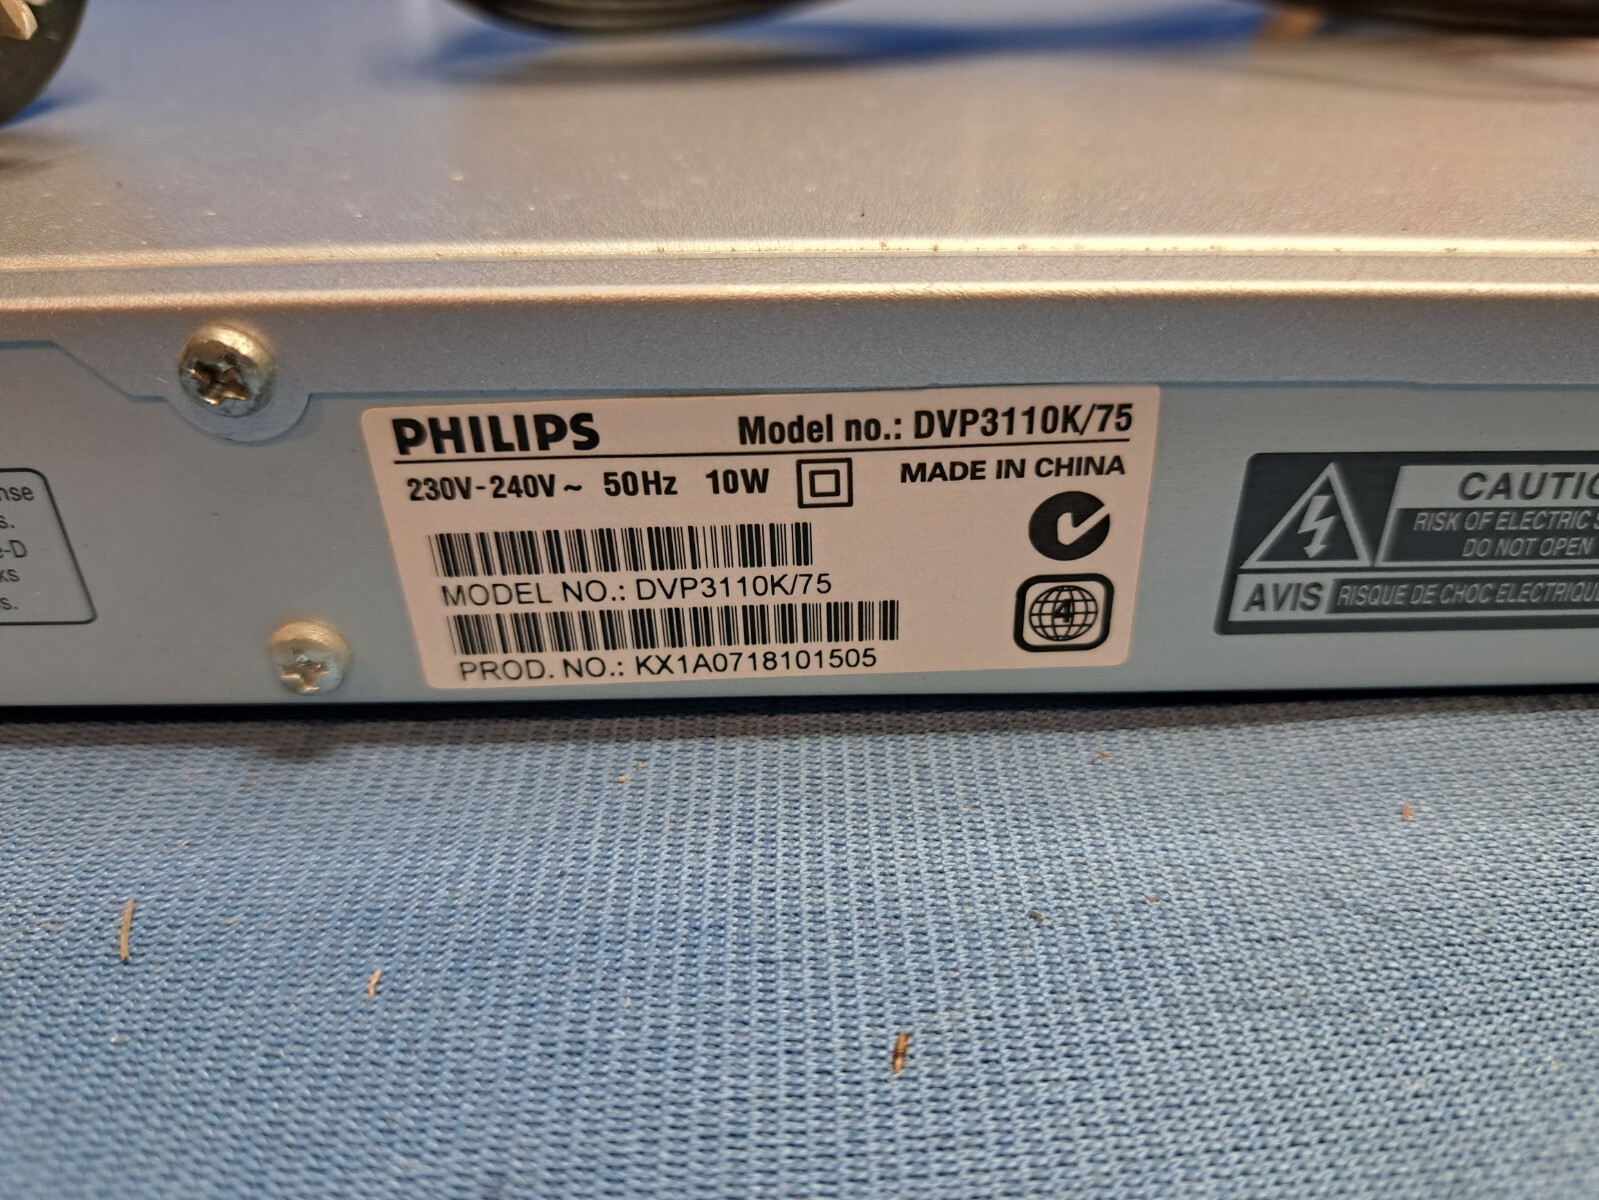 s.
e-D
s.
PHILIPS Model no.: DVP3110K/75
230V-240V~ 50Hz 10W MADE IN CHINA
MODEL NO.: DVP3110K/75
4
PROD. NO.: KX1A0718101505
CAUTIO
RISK OF ELECTRIC S
DO NOT OPEN
AVIS RISQUE DE CHOC ELECTRIQU